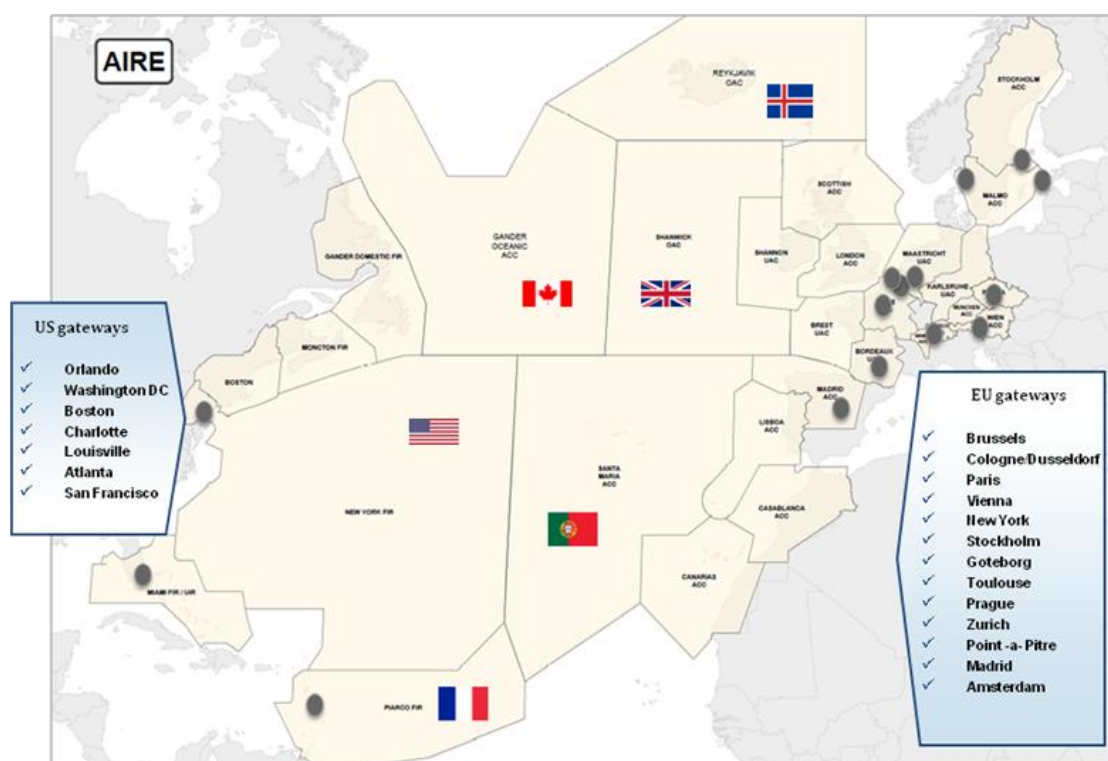 AIRE
REYKJAVIK
OAC
STOCKHOLM
ACC
SCOTTISH
ACC
MALMO
ACC
GANDER
OCEANIC
ACC
SHANWICK
OAC
SHANNON
UAC
LONDON
ACC
MAASTRICHT
UAC
GANDER DOMESTIC FIR
KARLSRUHE
UAC
MUNCHEN
ACC
WIEN
ACC
BREST
UAC
MONCTON FIR
BORDEAUX
BOSTON
MADRID
ACC
LISBOA
ACC
SANTA
MARIA
ACC
NEW YORK FIR
CASABLANCA
ACC
CANARIAS
ACC
MIAMI FIR / UIR
PIARCO FIR
US gateways
✓ Orlando
✓ Washington DC
✓ Boston
✓ Charlotte
✓ Louisville
✓ Atlanta
✓ San Francisco
EU gateways
✓ Brussels
✓ Cologne/Dusseldorf
✓ Paris
✓ Vienna
✓ New York
✓ Stockholm
✓ Goteborg
✓ Toulouse
✓ Prague
✓ Zurich
✓ Point -a- Pitre
✓ Madrid
✓ Amsterdam